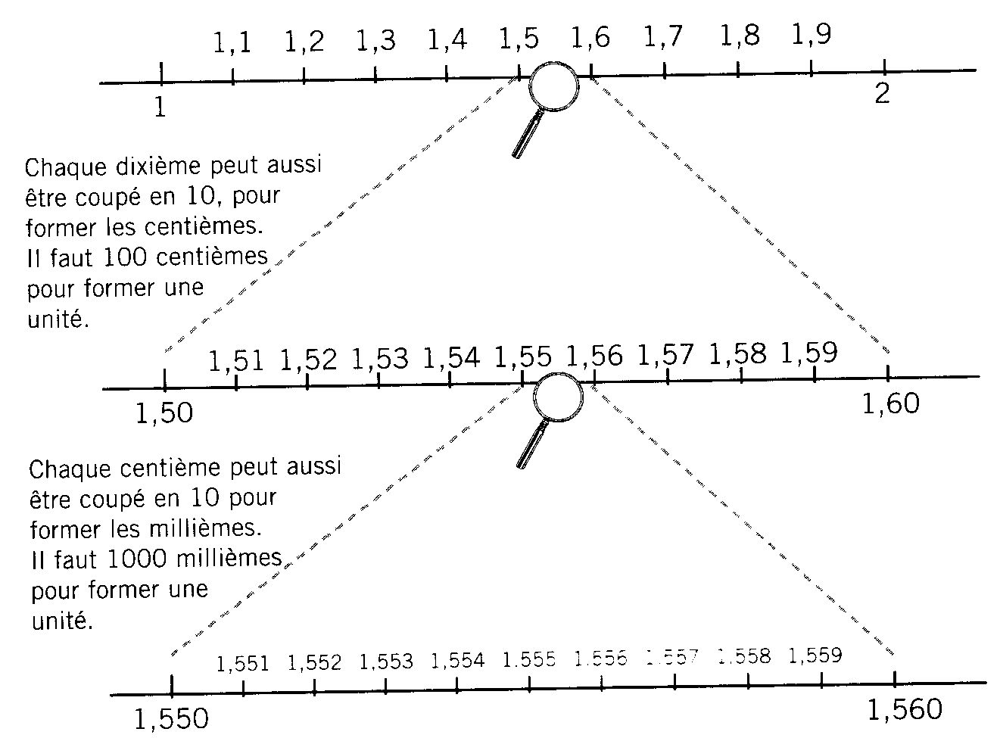 1,1 1,2 1,3 1,4 1,5 1,6 1,7 1,8 1,9
1 2
Chaque dixième peut aussi
être coupé en 10, pour
former les centièmes.
Il faut 100 centièmes
pour former une
unité.
1,51 1,52 1,53 1,54 1,55 1,56 1,57 1,58 1,59
1,50 1,60
Chaque centième peut aussi
être coupé en 10 pour
former les millièmes.
Il faut 1000 millièmes
pour former une
unité.
1,551 1,552 1,553 1,554 1.555 1.556 1.557 1.558 1,559
1,550 1,560